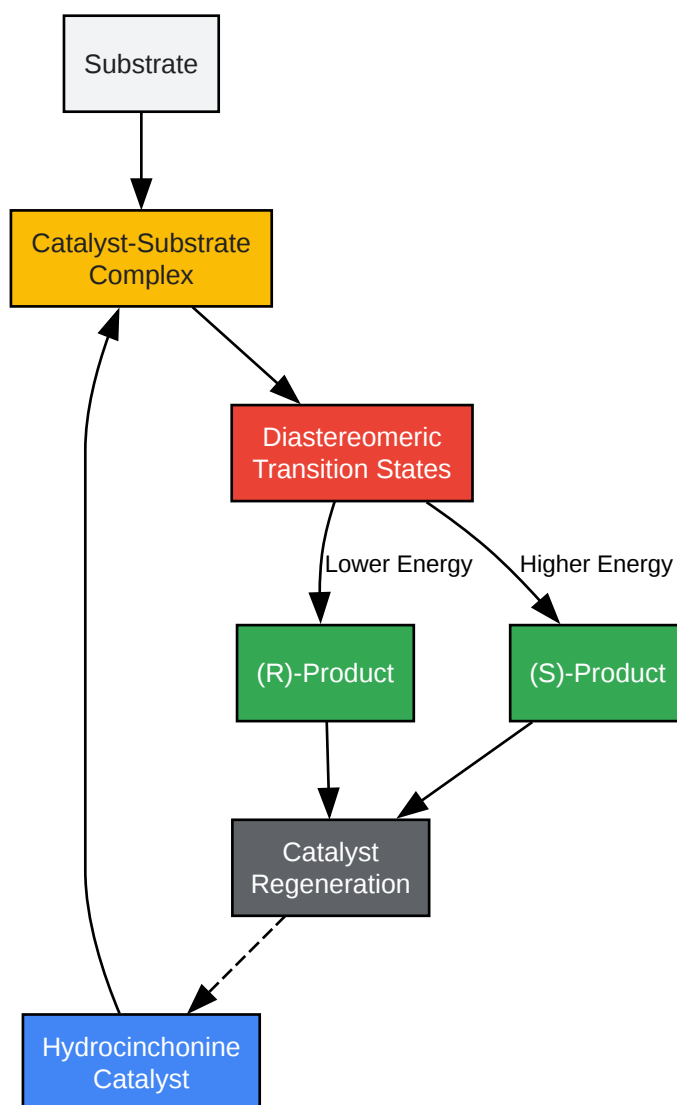 Substrate
Catalyst-Substrate
Complex
Diastereomeric
Transition States
Lower Energy
Higher Energy
(R)-Product
(S)-Product
Catalyst
Regeneration
Hydrocinchonine
Catalyst